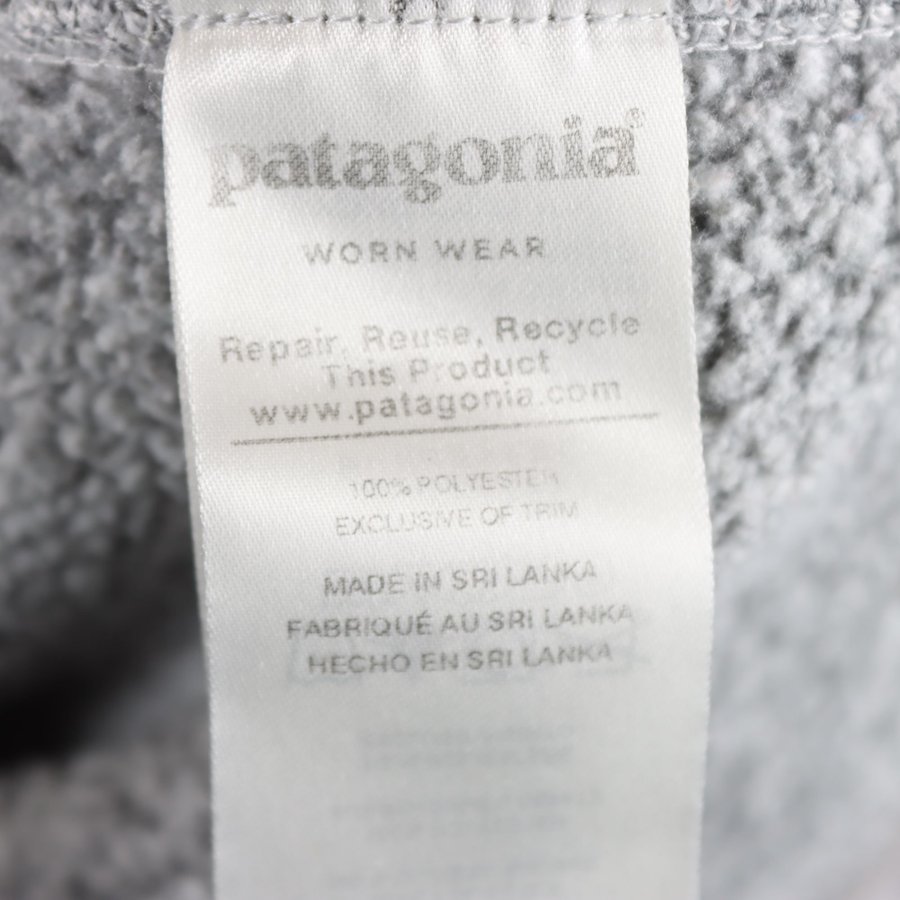 patagonia®
WORN WEAR
Repair, Reuse, Recycle
This Product
www.patagonia.com
100% POLYESTER
EXCLUSIVE OF TRIM
MADE IN SRI LANKA
FABRIQUÉ AU SRI LANKA
HECHO EN SRI LANKA